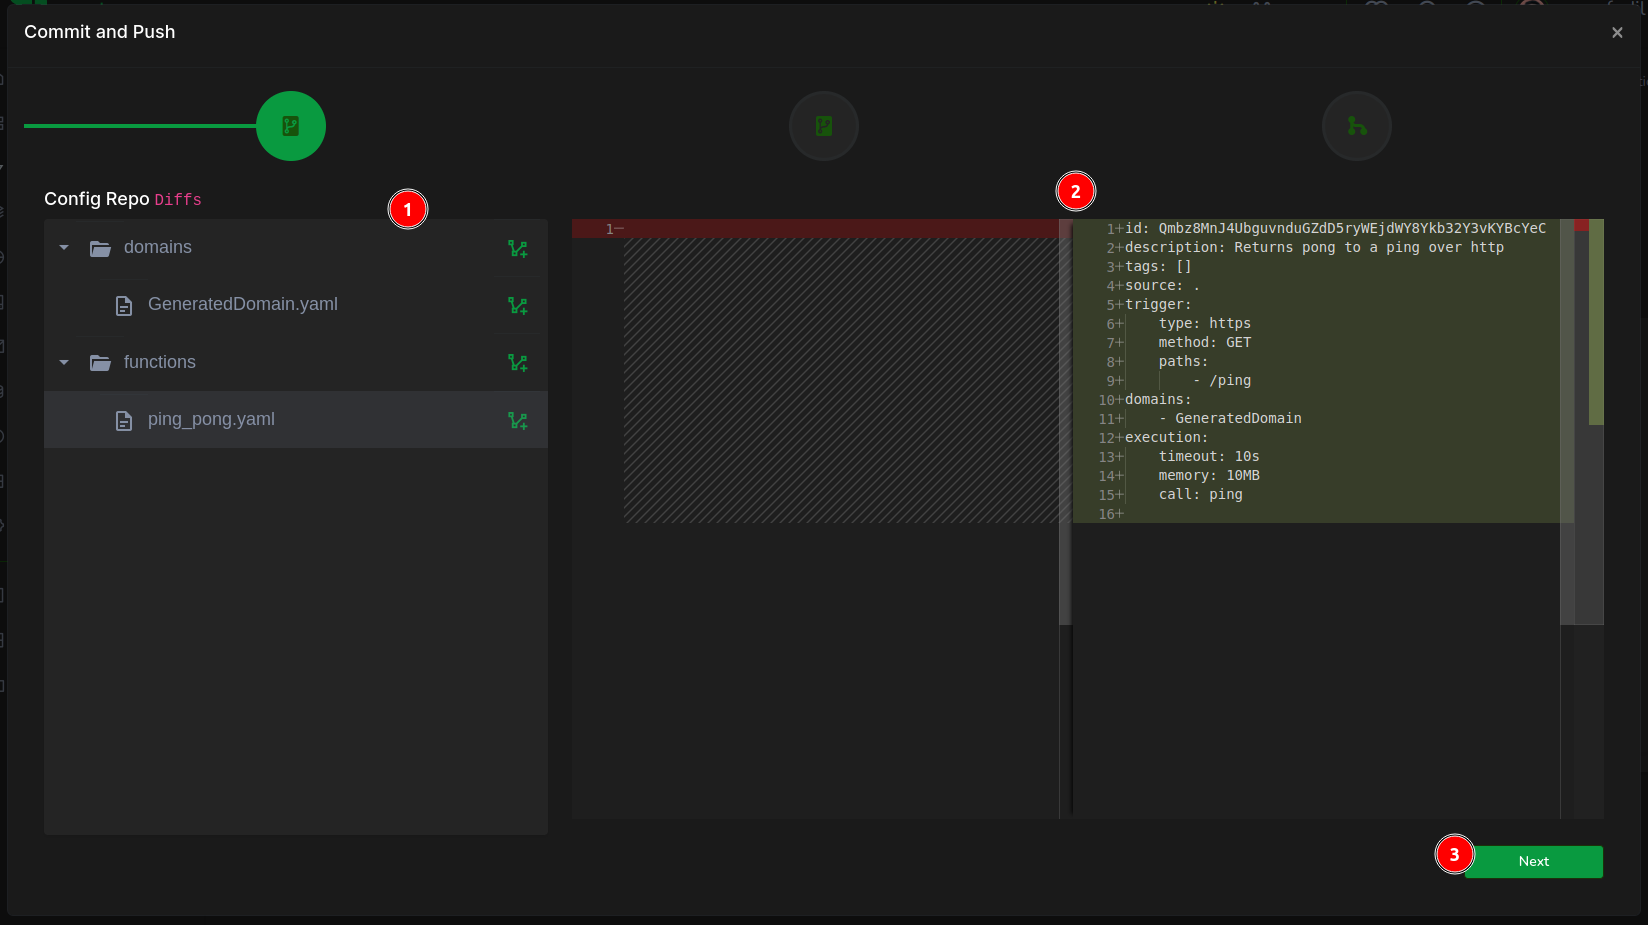 Commit and Push
×
Config Repo Diffs
1
2
domains
GeneratedDomain.yaml
functions
ping_pong.yaml
1−
1+id: Qmbz8MnJ4UbguvnduGZdD5ryWEjdWY8Ykb32Y3vKYBcYeC
2+description: Returns pong to a ping over http
3+tags: []
4+source: .
5+trigger:
6+    type: https
7+    method: GET
8+    paths:
9+        - /ping
10+domains:
11+    - GeneratedDomain
12+execution:
13+    timeout: 10s
14+    memory: 10MB
15+    call: ping
16+
3
Next